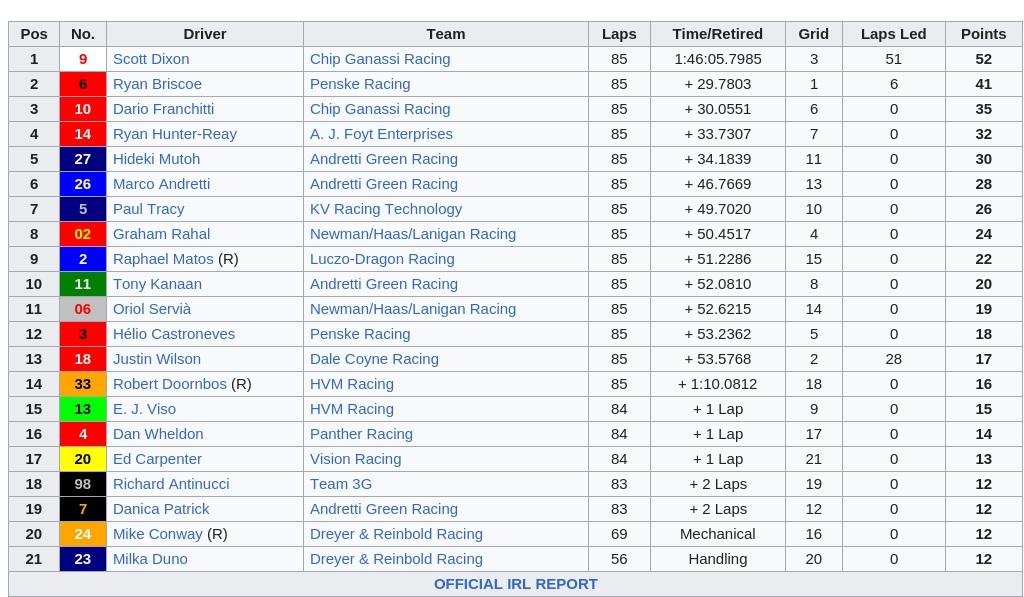 Pos No. Driver Team Laps Time/Retired Grid Laps Led Points
1 9 Scott Dixon Chip Ganassi Racing 85 1:46:05.7985 3 51 52
2 6 Ryan Briscoe Penske Racing 85 + 29.7803 1 6 41
3 10 Dario Franchitti Chip Ganassi Racing 85 + 30.0551 6 0 35
4 14 Ryan Hunter-Reay A. J. Foyt Enterprises 85 + 33.7307 7 0 32
5 27 Hideki Mutoh Andretti Green Racing 85 + 34.1839 11 0 30
6 26 Marco Andretti Andretti Green Racing 85 + 46.7669 13 0 28
7 5 Paul Tracy KV Racing Technology 85 + 49.7020 10 0 26
8 02 Graham Rahal Newman/Haas/Lanigan Racing 85 + 50.4517 4 0 24
9 2 Raphael Matos (R) Luczo-Dragon Racing 85 + 51.2286 15 0 22
10 11 Tony Kanaan Andretti Green Racing 85 + 52.0810 8 0 20
11 06 Oriol Servià Newman/Haas/Lanigan Racing 85 + 52.6215 14 0 19
12 3 Hélio Castroneves Penske Racing 85 + 53.2362 5 0 18
13 18 Justin Wilson Dale Coyne Racing 85 + 53.5768 2 28 17
14 33 Robert Doornbos (R) HVM Racing 85 + 1:10.0812 18 0 16
15 13 E. J. Viso HVM Racing 84 + 1 Lap 9 0 15
16 4 Dan Wheldon Panther Racing 84 + 1 Lap 17 0 14
17 20 Ed Carpenter Vision Racing 84 + 1 Lap 21 0 13
18 98 Richard Antinucci Team 3G 83 + 2 Laps 19 0 12
19 7 Danica Patrick Andretti Green Racing 83 + 2 Laps 12 0 12
20 24 Mike Conway (R) Dreyer & Reinbold Racing 69 Mechanical 16 0 12
21 23 Milka Duno Dreyer & Reinbold Racing 56 Handling 20 0 12
OFFICIAL IRL REPORT